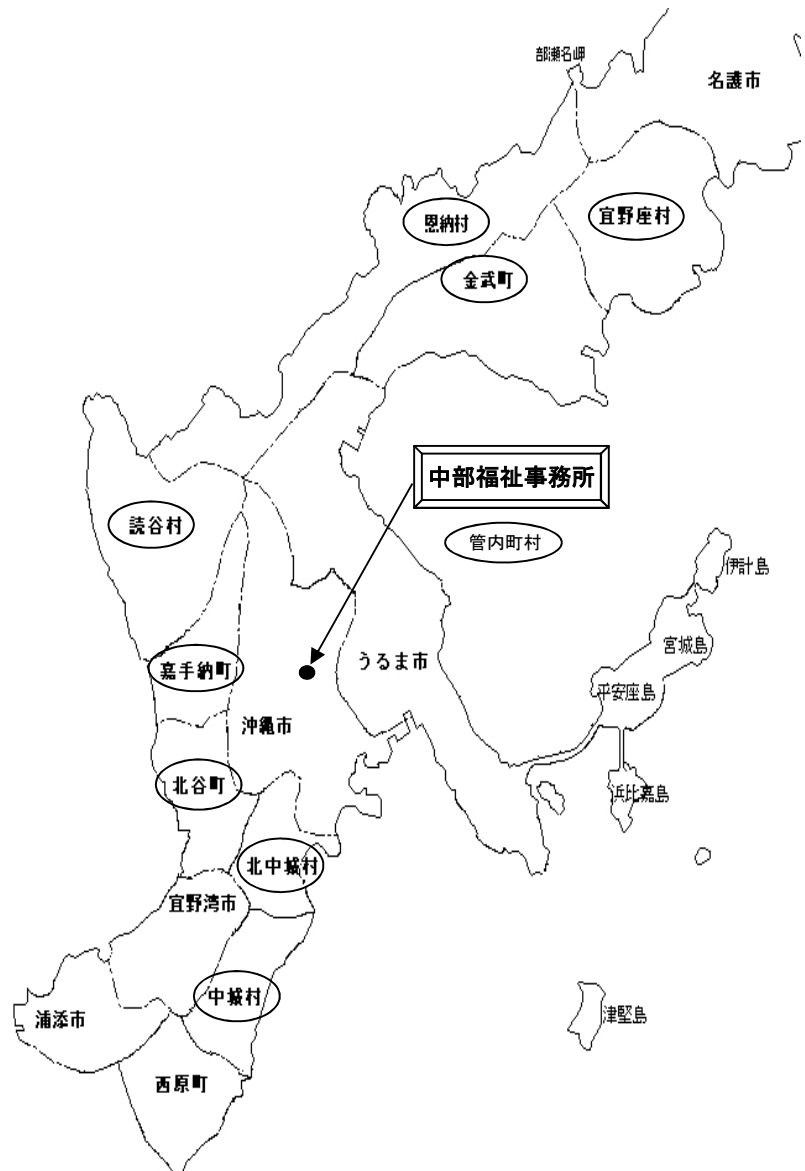 部瀬名岬
名護市
恩納村
宜野座村
金武町
中部福祉事務所
読谷村
管内町村
伊計島
宮城島
嘉手納町
うるま市
平安座島
沖縄市
北谷町
浜比嘉島
北中城村
宜野湾市
中城村
浦添市
津堅島
西原町